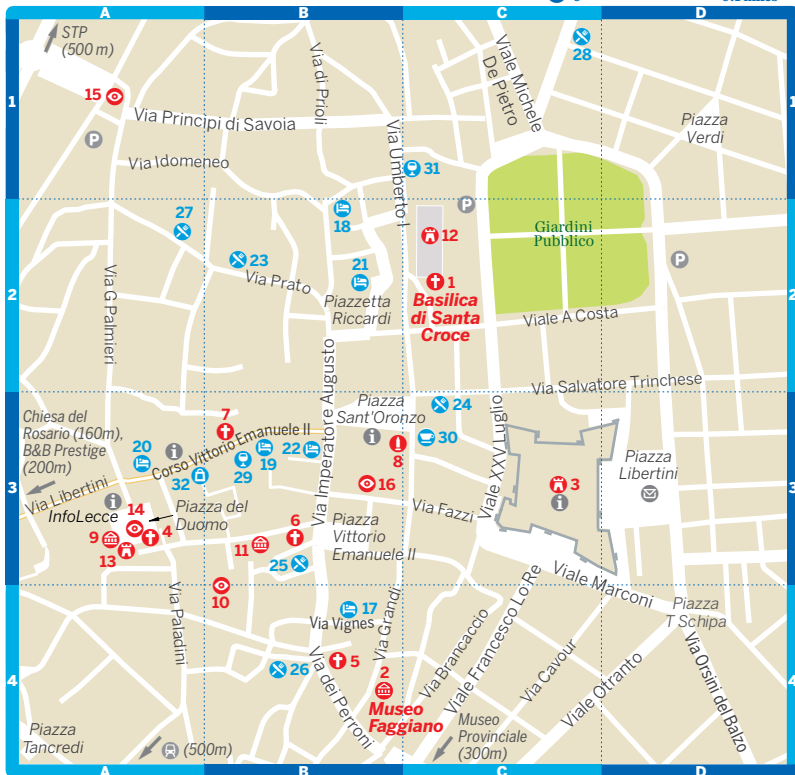 A
B
C
D
STP
(500 m)
28
1
15
Via Principi di Savoia
Via di Prioli
Viale Michele
De Pietro
Piazza
Verdi
1
P
Via Idomeneo
Via Umberto I
31
27
18
P
12
Giardini
Pubblico
23
21
P
Via G Palmieri
Via Prato
1
2
Piazzetta
Riccardi
Basilica
di Santa
Croce
2
Viale A Costa
Via Imperatore Augusto
Via Salvatore Trinchese
Chiesa del
Rosario (160m),
B&B Prestige
(200m)
7
Piazza
Sant'Oronzo
24
Viale XXV Luglio
20
i
Corso Vittorio Emanuele II
22
i
30
8
Piazza
Libertini
32
29
19
3
16
3
3
Via Libertini
i
i
InfoLecce
14
Piazza del
Duomo
Via Fazzi
9
4
13
11
6
Piazza
Vittorio
Emanuele II
25
Viale Marconi
10
17
Piazza
T Schipa
Via Vignes
Via Paladini
Via Grandi
Via Brancaccio
Viale Francesco Lo Re
Via Cavour
Viale Otranto
Via Orsini del Balzo
5
26
4
2
4
Via dei Perroni
Museo
Faggiano
Piazza
Tancredi
(500m)
Museo
Provinciale
(300m)
A
B
C
D